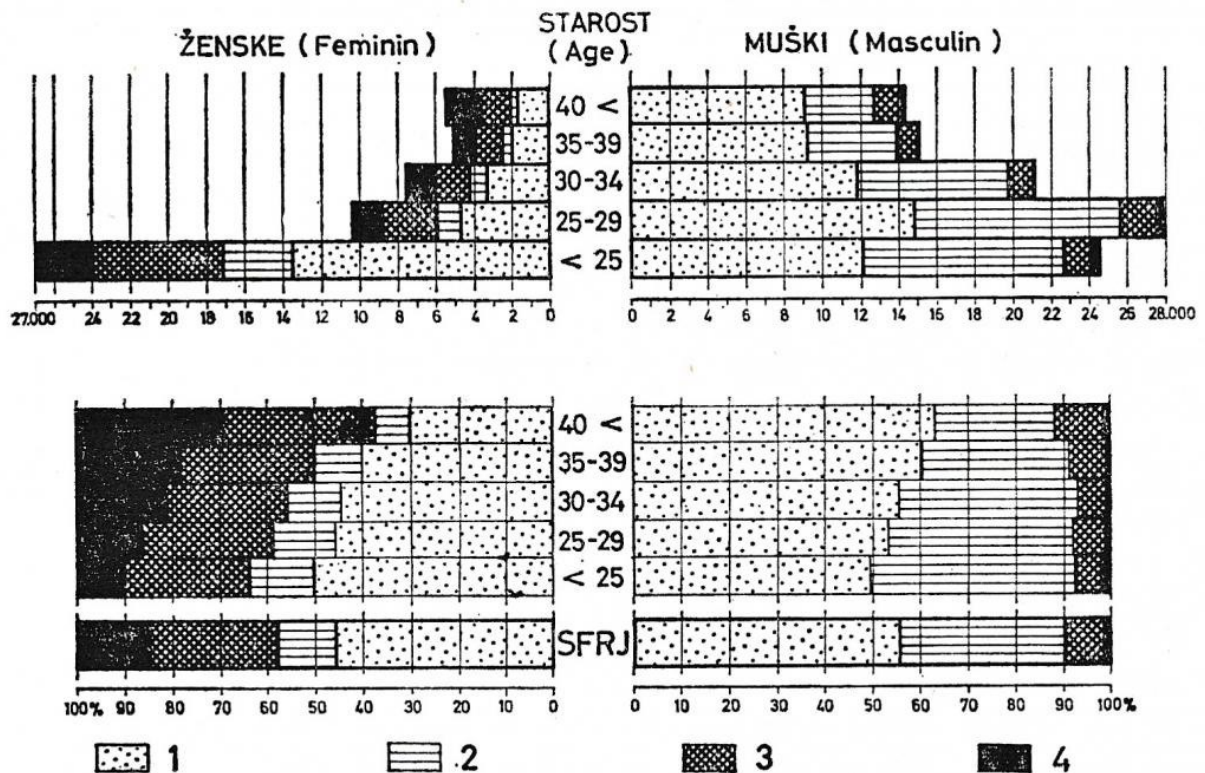 ŽENSKE (Feminin)
STAROST
(Age)
MUŠKI (Masculin)
40 <
35-39
30-34
25-29
< 25
27.000 24 22 20 18 16 14 12 10 8 6 4 2 0
0 2 4 6 8 10 12 14 16 18 20 22 24 26 28.000
40 <
35-39
30-34
25-29
< 25
SFRJ
100% 90 80 70 60 50 40 30 20 10 0
0 10 20 30 40 50 60 70 80 90 100%
1 2 3 4